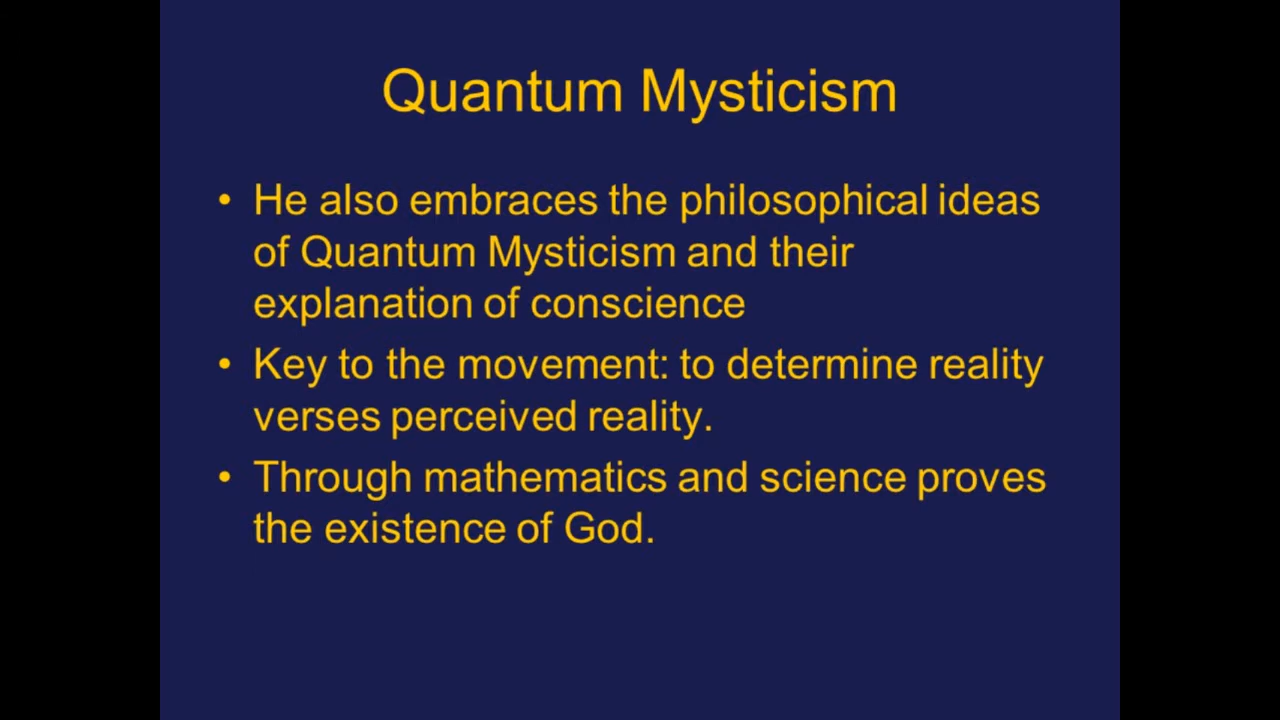 Quantum Mysticism
• He also embraces the philosophical ideas
of Quantum Mysticism and their
explanation of conscience
• Key to the movement: to determine reality
verses perceived reality.
• Through mathematics and science proves
the existence of God.